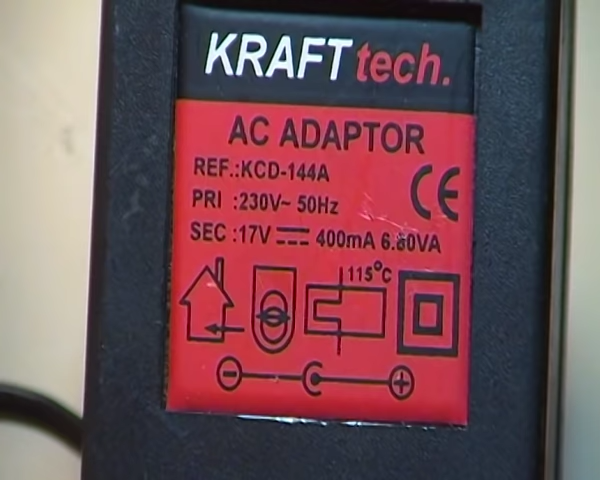 KRAFT tech.
AC ADAPTOR
REF.:KCD-144A
PRI :230V~ 50Hz
CE
SEC :17V ⎓ 400mA 6.80VA
115°C